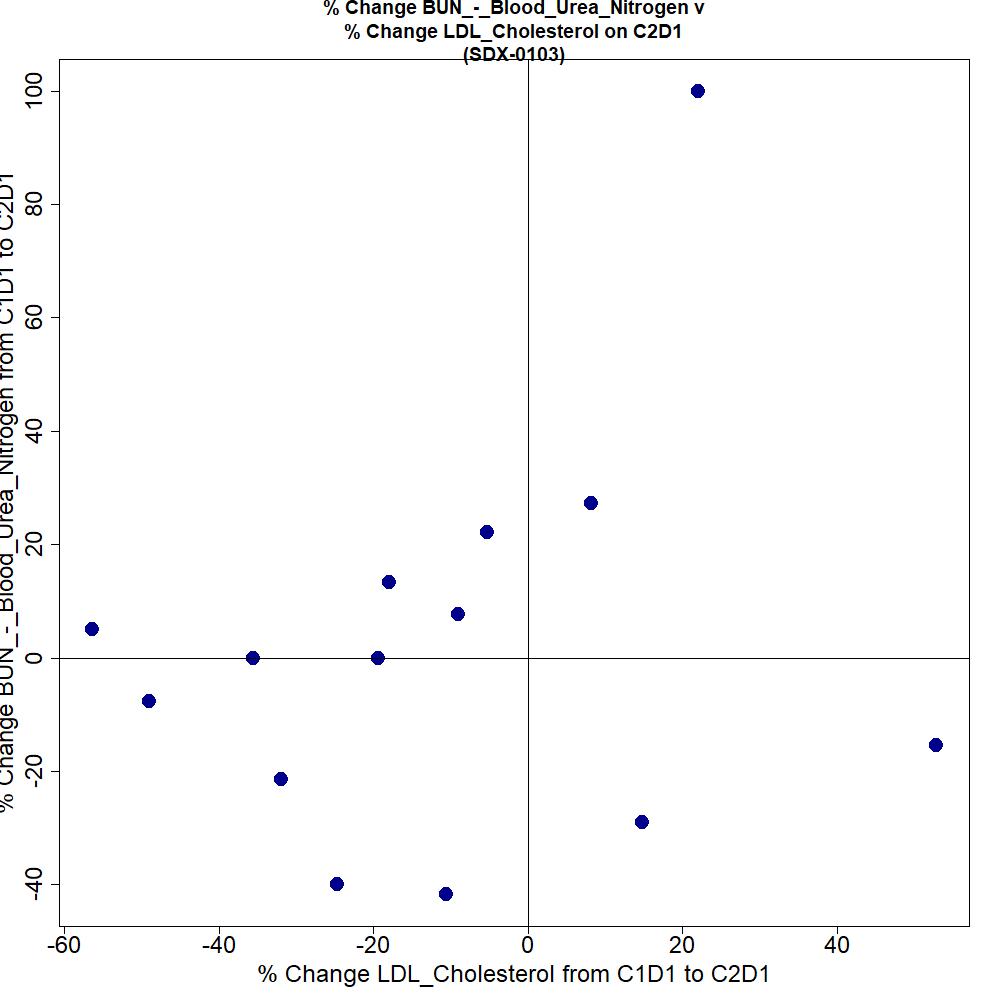 % Change BUN_-_Blood_Urea_Nitrogen v
% Change LDL_Cholesterol on C2D1
(SDX-0103)
% Change BUN_-_Blood_Urea_Nitrogen from C1D1 to C2D1
100
80
60
40
20
0
-20
-40
-60
-40
-20
0
20
40
% Change LDL_Cholesterol from C1D1 to C2D1